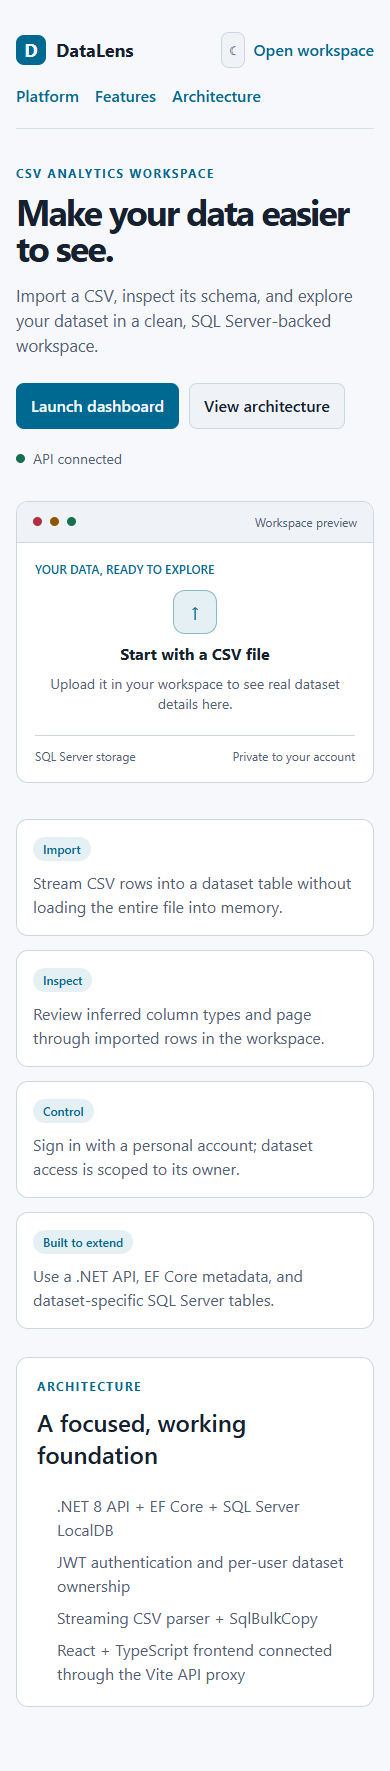 D DataLens
☾ Open workspace
Platform Features Architecture
CSV ANALYTICS WORKSPACE
Make your data easier
to see.
Import a CSV, inspect its schema, and explore
your dataset in a clean, SQL Server-backed
workspace.
Launch dashboard
View architecture
API connected
Workspace preview
YOUR DATA, READY TO EXPLORE
↑
Start with a CSV file
Upload it in your workspace to see real dataset
details here.
SQL Server storage
Private to your account
Import
Stream CSV rows into a dataset table without
loading the entire file into memory.
Inspect
Review inferred column types and page
through imported rows in the workspace.
Control
Sign in with a personal account; dataset
access is scoped to its owner.
Built to extend
Use a .NET API, EF Core metadata, and
dataset-specific SQL Server tables.
ARCHITECTURE
A focused, working
foundation
.NET 8 API + EF Core + SQL Server
LocalDB
JWT authentication and per-user dataset
ownership
Streaming CSV parser + SqlBulkCopy
React + TypeScript frontend connected
through the Vite API proxy